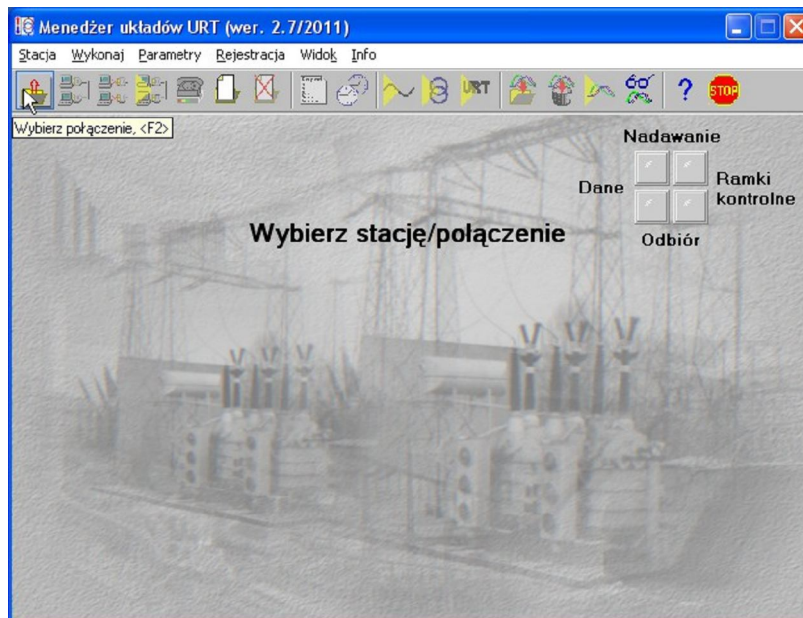 Menedżer układów URT (wer. 2.7/2011)
Stacja Wykonaj Parametry Rejestracja Widok Info
URT ? STOP
Wybierz połączenie, <F2>
Nadawanie
Dane
Ramki
kontrolne
Wybierz stację/połączenie
Odbiór